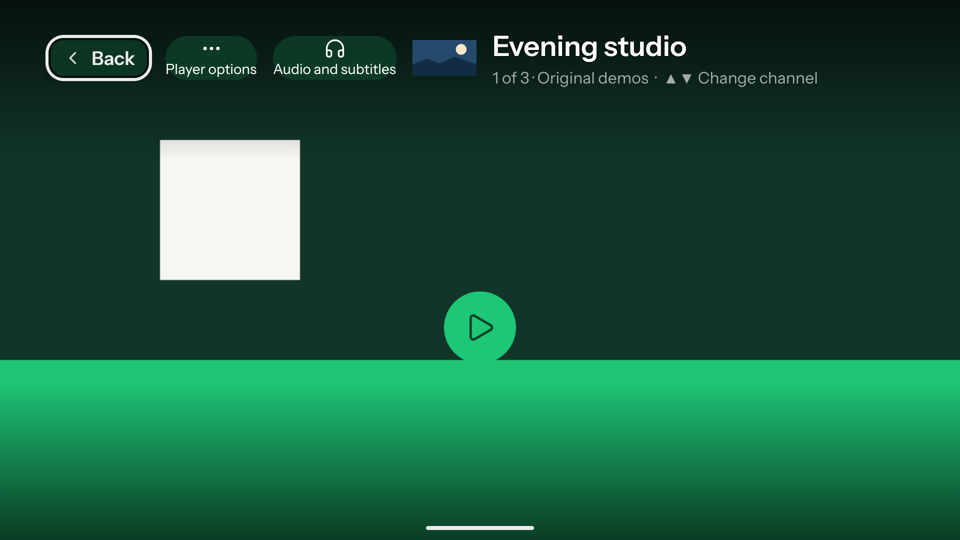 Back
Player options
Audio and subtitles
Evening studio
1 of 3 · Original demos · ▲ ▼ Change channel